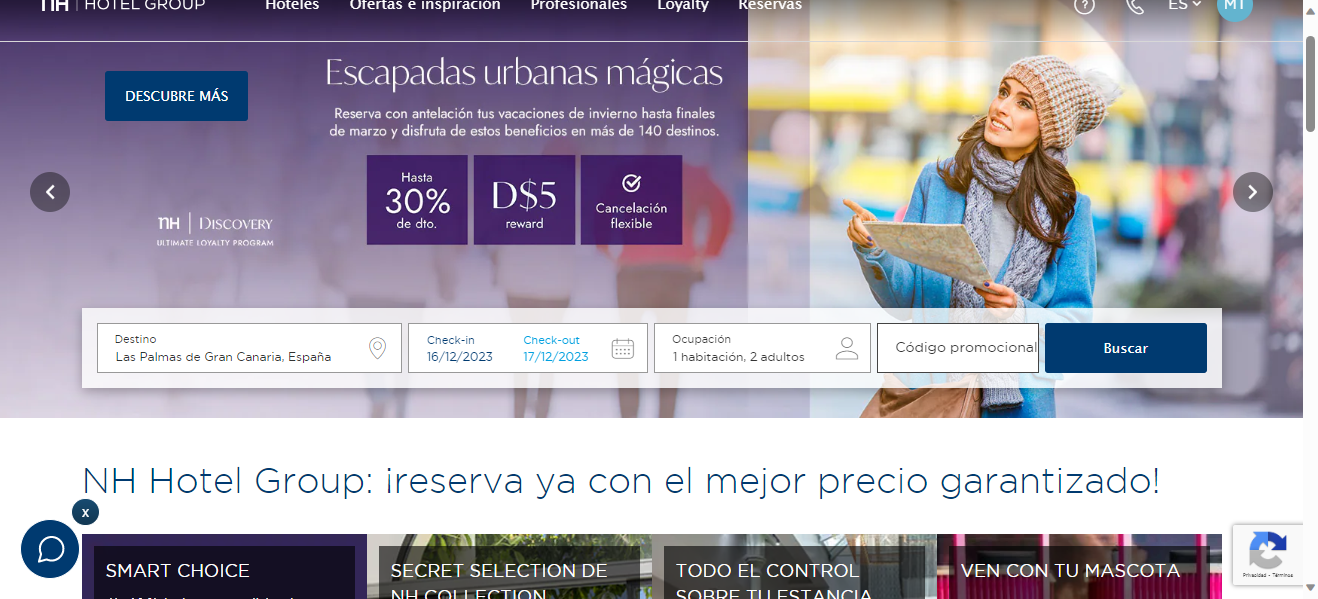 NH | HOTEL GROUP
Hoteles Ofertas e inspiración Profesionales Loyalty Reservas
? ES MT
DESCUBRE MÁS
Escapadas urbanas mágicas
Reserva con antelación tus vacaciones de invierno hasta finales
de marzo y disfruta de estos beneficios en más de 140 destinos.
Hasta
30%
de dto.
D$5
reward
Cancelación
flexible
nH | DISCOVERY
ULTIMATE LOYALTY PROGRAM
Destino
Las Palmas de Gran Canaria, España
Check-in
16/12/2023
Check-out
17/12/2023
Ocupación
1 habitación, 2 adultos
Código promocional
Buscar
NH Hotel Group: ¡reserva ya con el mejor precio garantizado!
x
SMART CHOICE
SECRET SELECTION DE
NH COLLECTION
TODO EL CONTROL
SOBRE TU ESTANCIA
VEN CON TU MASCOTA
Privacidad - Términos